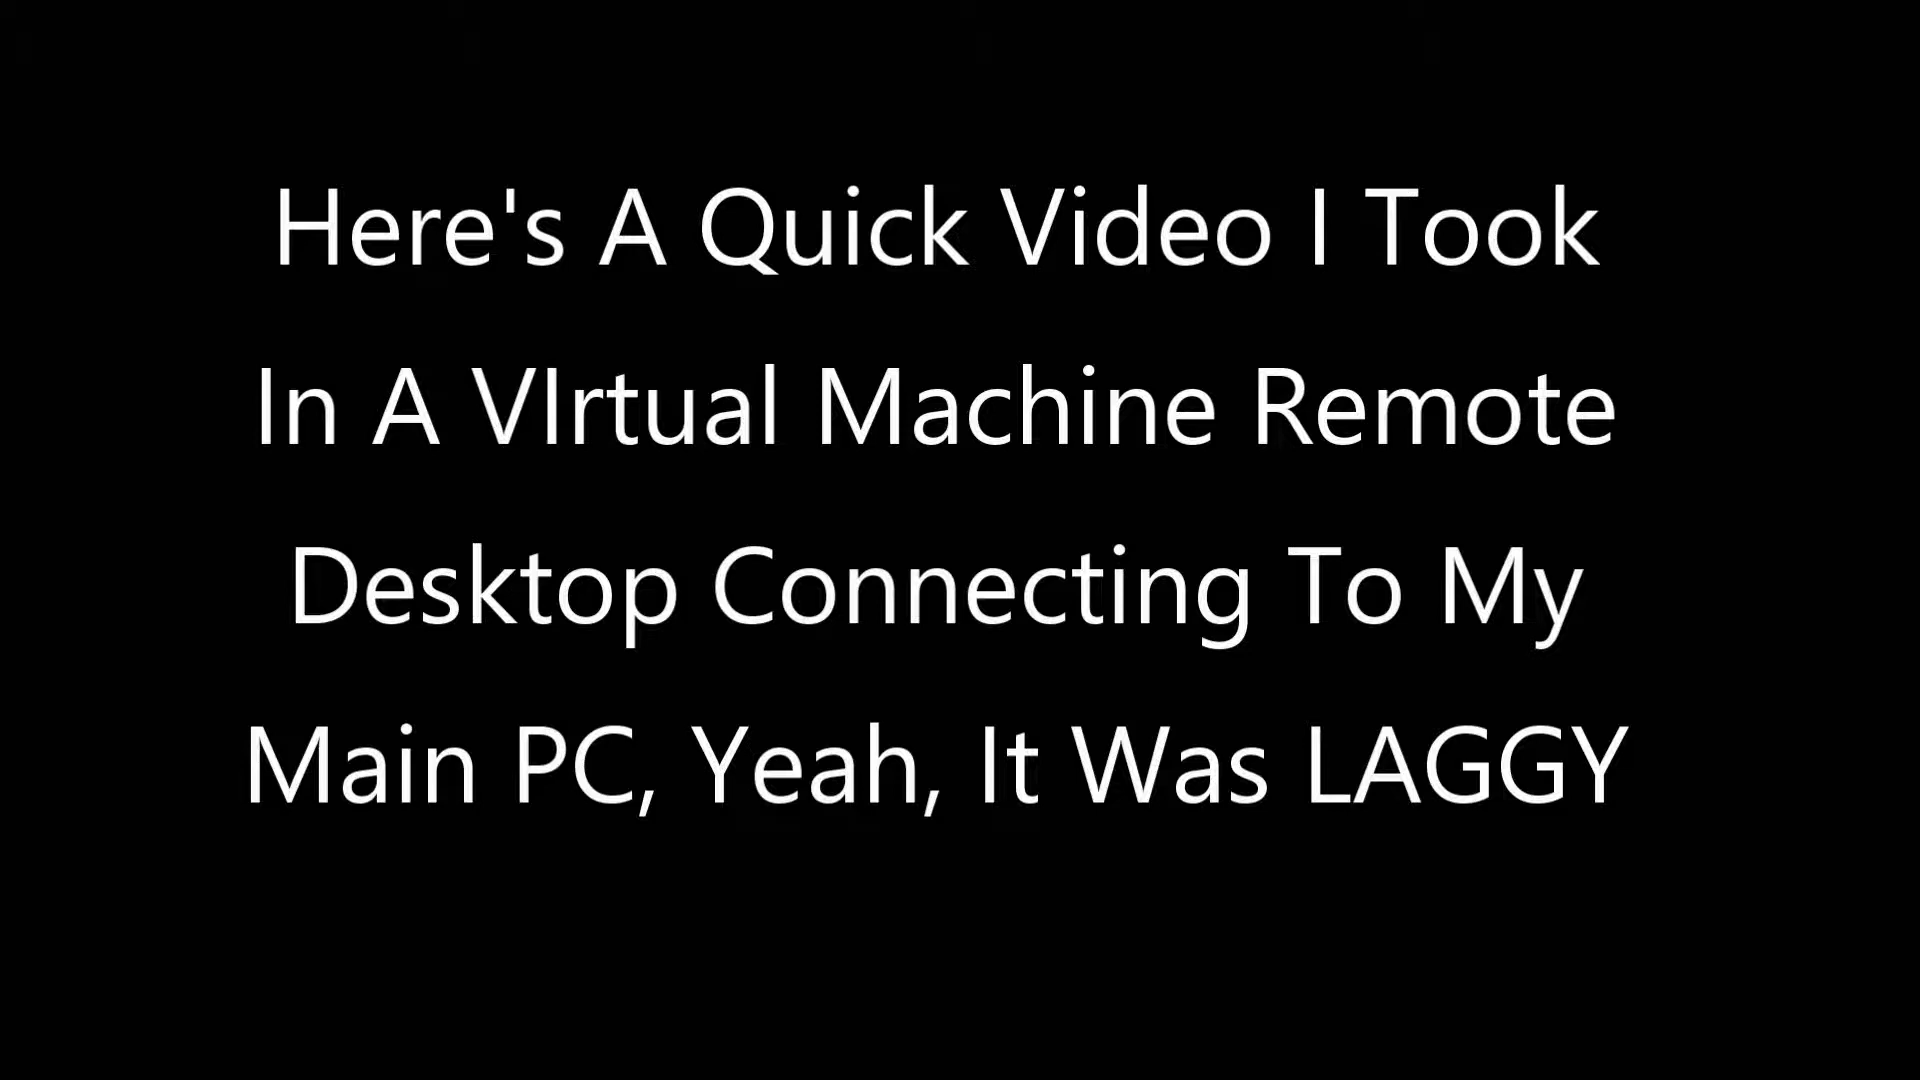 Here's A Quick Video I Took
In A VIrtual Machine Remote
Desktop Connecting To My
Main PC, Yeah, It Was LAGGY